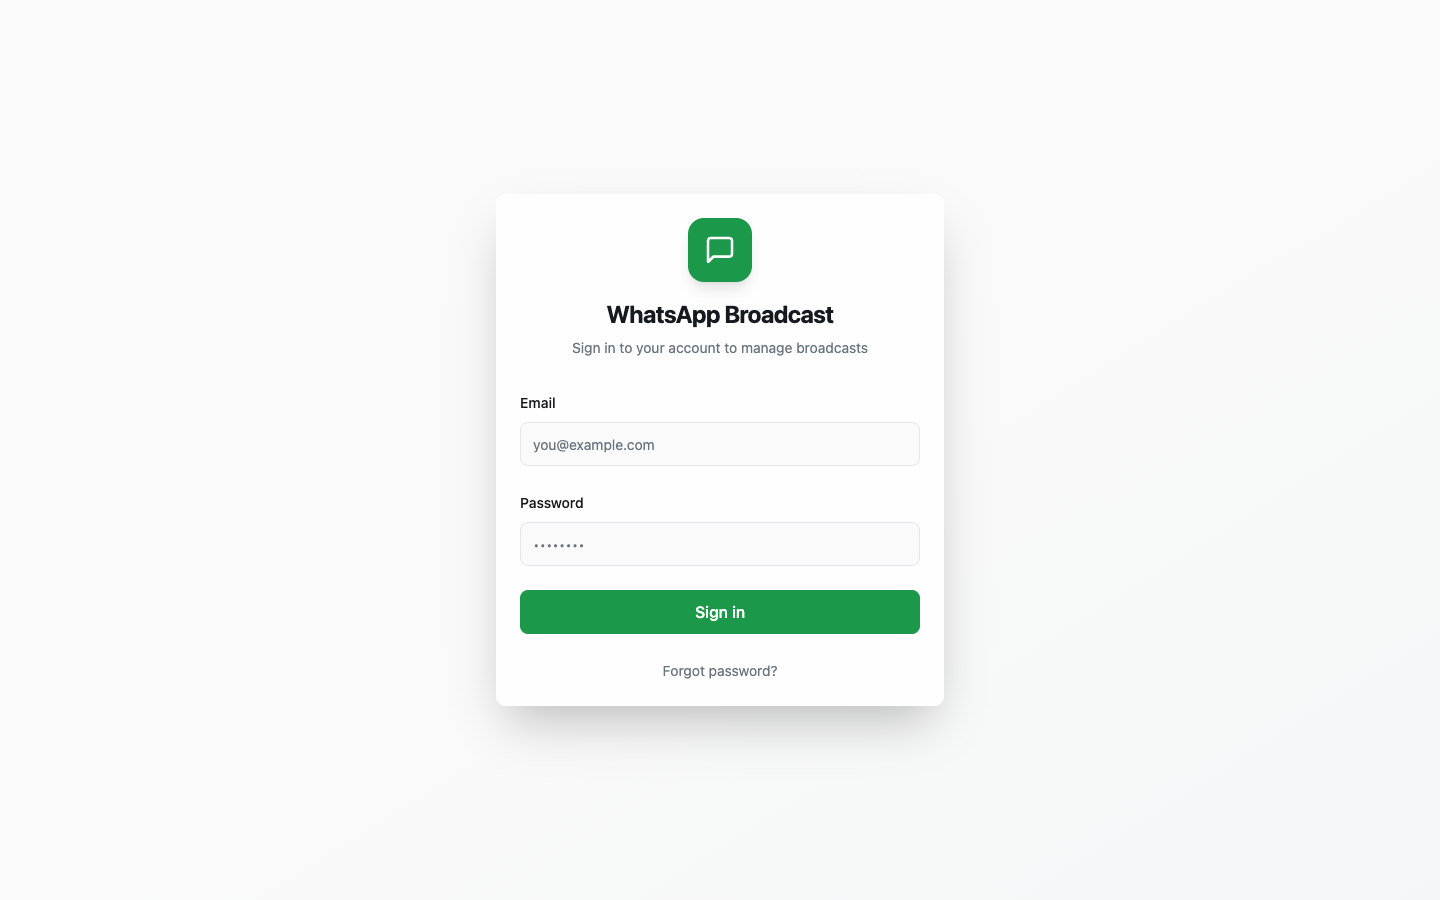 WhatsApp Broadcast
Sign in to your account to manage broadcasts
Email
you@example.com
Password
••••••••
Sign in
Forgot password?